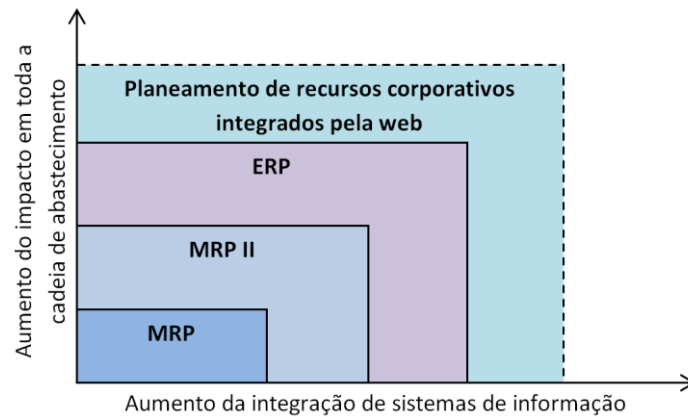 Aumento do impacto em toda a
cadeia de abastecimento
Planeamento de recursos corporativos
integrados pela web
ERP
MRP II
MRP
Aumento da integração de sistemas de informação